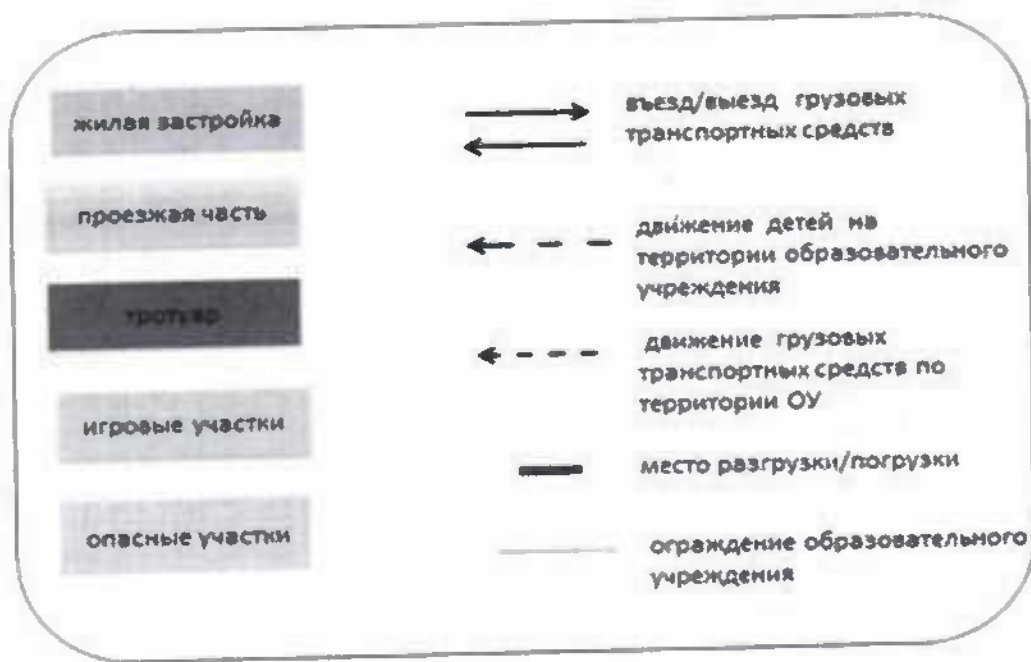 жилая застройка
проезжая часть
тротуар
игровые участки
опасные участки
въезд/выезд грузовых
транспортных средств
движение детей на
территории образовательного
учреждения
движение грузовых
транспортных средств по
территории ОУ
место разгрузки/погрузки
ограждение образовательного
учреждения